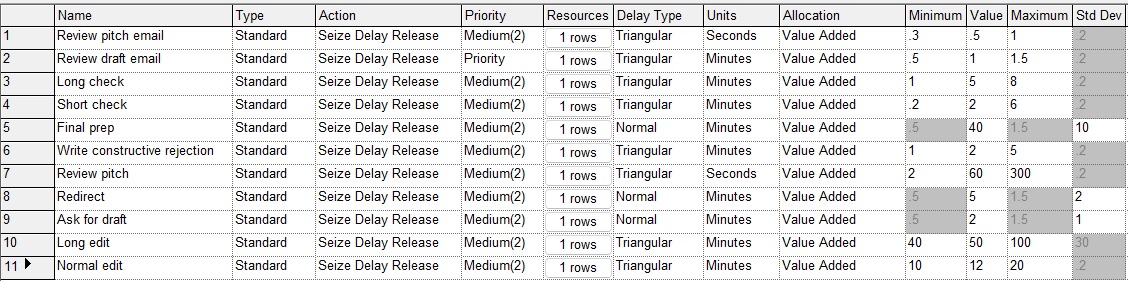 Name Type Action Priority Resources Delay Type Units Allocation Minimum Value Maximum Std Dev
1 Review pitch email Standard Seize Delay Release Medium(2) 1 rows Triangular Seconds Value Added .3 .5 1 .2
2 Review draft email Standard Seize Delay Release Priority 1 rows Triangular Minutes Value Added .5 1 1.5 .2
3 Long check Standard Seize Delay Release Medium(2) 1 rows Triangular Minutes Value Added 1 5 8 .2
4 Short check Standard Seize Delay Release Medium(2) 1 rows Triangular Minutes Value Added .2 2 6 .2
5 Final prep Standard Seize Delay Release Medium(2) 1 rows Normal Minutes Value Added .5 40 1.5 10
6 Write constructive rejection Standard Seize Delay Release Medium(2) 1 rows Triangular Minutes Value Added 1 2 5 .2
7 Review pitch Standard Seize Delay Release Medium(2) 1 rows Triangular Seconds Value Added 2 60 300 .2
8 Redirect Standard Seize Delay Release Medium(2) 1 rows Normal Minutes Value Added .5 5 1.5 2
9 Ask for draft Standard Seize Delay Release Medium(2) 1 rows Normal Minutes Value Added .5 2 1.5 1
10 Long edit Standard Seize Delay Release Medium(2) 1 rows Triangular Minutes Value Added 40 50 100 30
11 Normal edit Standard Seize Delay Release Medium(2) 1 rows Triangular Minutes Value Added 10 12 20 .2